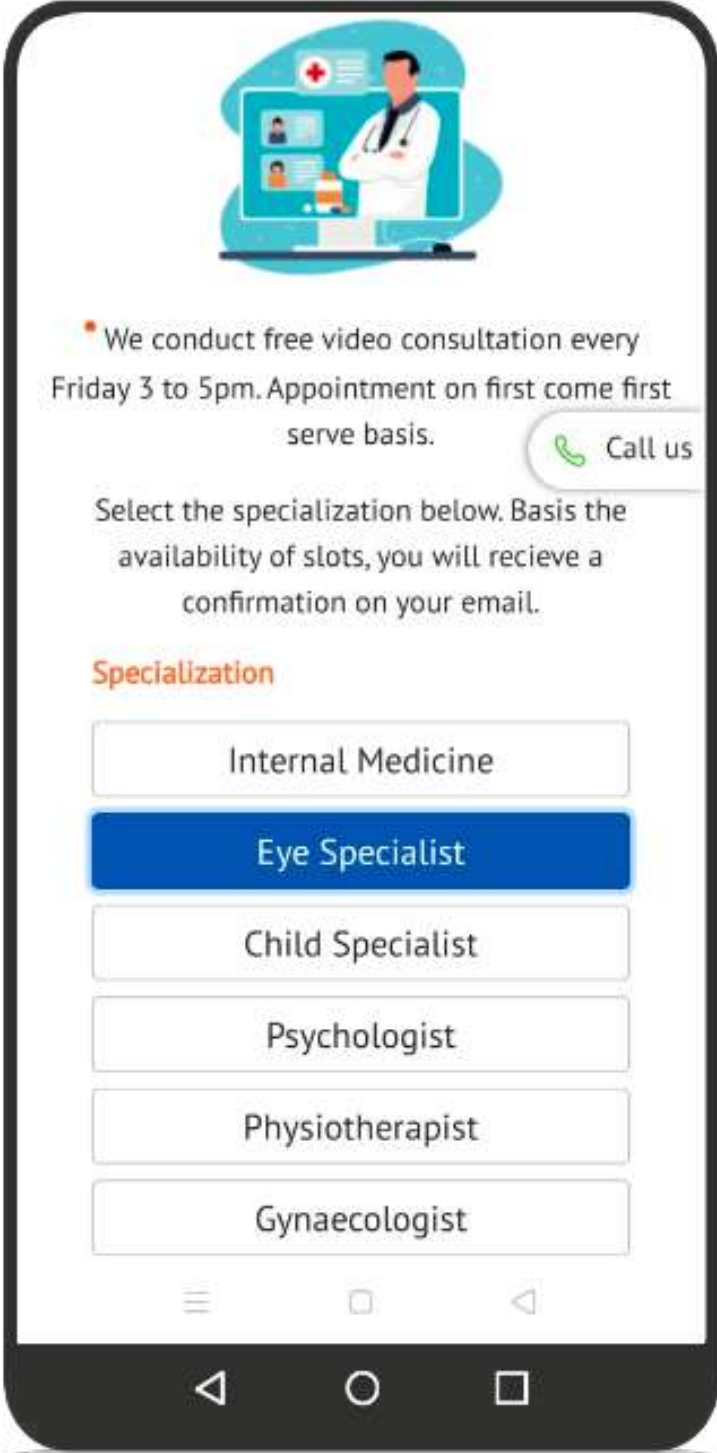 We conduct free video consultation every
Friday 3 to 5pm. Appointment on first come first
serve basis.
Call us
Select the specialization below. Basis the
availability of slots, you will recieve a
confirmation on your email.
Specialization
Internal Medicine
Eye Specialist
Child Specialist
Psychologist
Physiotherapist
Gynaecologist